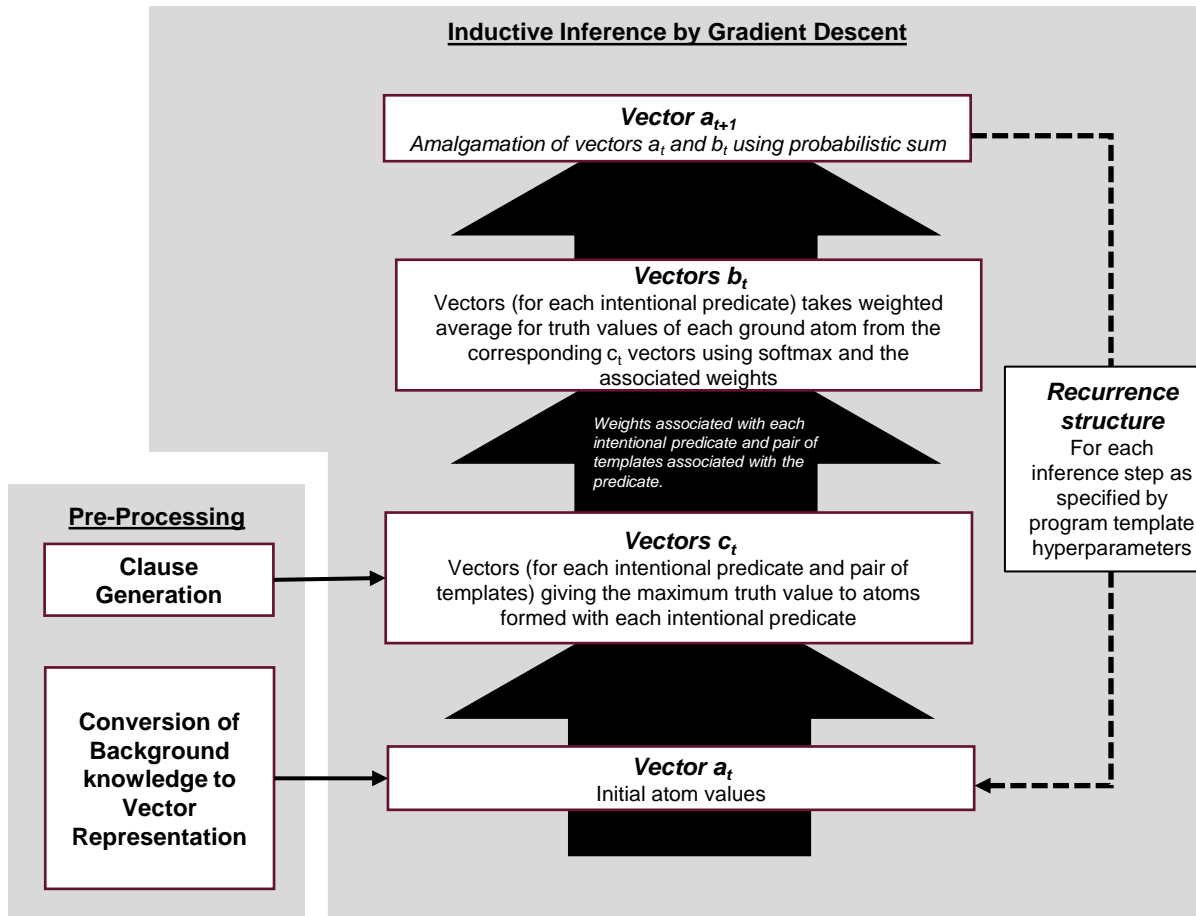 Inductive Inference by Gradient Descent
Vector a_{t+1}
Amalgamation of vectors a_t and b_t using probabilistic sum
Vectors b_t
Vectors (for each intentional predicate) takes weighted
average for truth values of each ground atom from the
corresponding c_t vectors using softmax and the
associated weights
Weights associated with each
intentional predicate and pair of
templates associated with the
predicate.
Recurrence
structure
For each
inference step as
specified by
program template
hyperparameters
Pre-Processing
Clause
Generation
Vectors c_t
Vectors (for each intentional predicate and pair of
templates) giving the maximum truth value to atoms
formed with each intentional predicate
Conversion of
Background
knowledge to
Vector
Representation
Vector a_t
Initial atom values